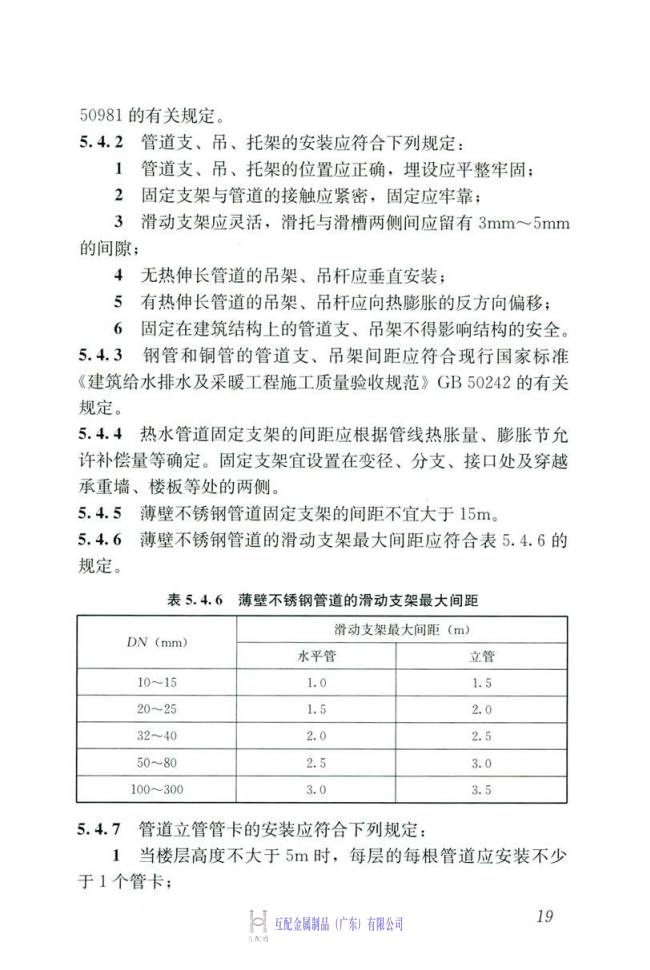 50981 的有关规定。
5.4.2 管道支、吊、托架的安装应符合下列规定：
1 管道支、吊、托架的位置应正确，埋设应平整牢固；
2 固定支架与管道的接触应紧密，固定应牢靠；
3 滑动支架应灵活，滑托与滑槽两侧间应留有 3mm～5mm
的间隙；
4 无热伸长管道的吊架、吊杆应垂直安装；
5 有热伸长管道的吊架、吊杆应向热膨胀的反方向偏移；
6 固定在建筑结构上的管道支、吊架不得影响结构的安全。
5.4.3 钢管和铜管的管道支、吊架间距应符合现行国家标准
《建筑给水排水及采暖工程施工质量验收规范》GB 50242 的有关
规定。
5.4.4 热水管道固定支架的间距应根据管线热胀量、膨胀节允
许补偿量等确定。固定支架宜设置在变径、分支、接口处及穿越
承重墙、楼板等处的两侧。
5.4.5 薄壁不锈钢管道固定支架的间距不宜大于 15m。
5.4.6 薄壁不锈钢管道的滑动支架最大间距应符合表 5.4.6 的
规定。
表 5.4.6 薄壁不锈钢管道的滑动支架最大间距
DN（mm） 滑动支架最大间距（m）
水平管 立管
10～15 1.0 1.5
20～25 1.5 2.0
32～40 2.0 2.5
50～80 2.5 3.0
100～300 3.0 3.5
5.4.7 管道立管管卡的安装应符合下列规定：
1 当楼层高度不大于 5m 时，每层的每根管道应安装不少
于 1 个管卡；
互配金属制品（广东）有限公司
19